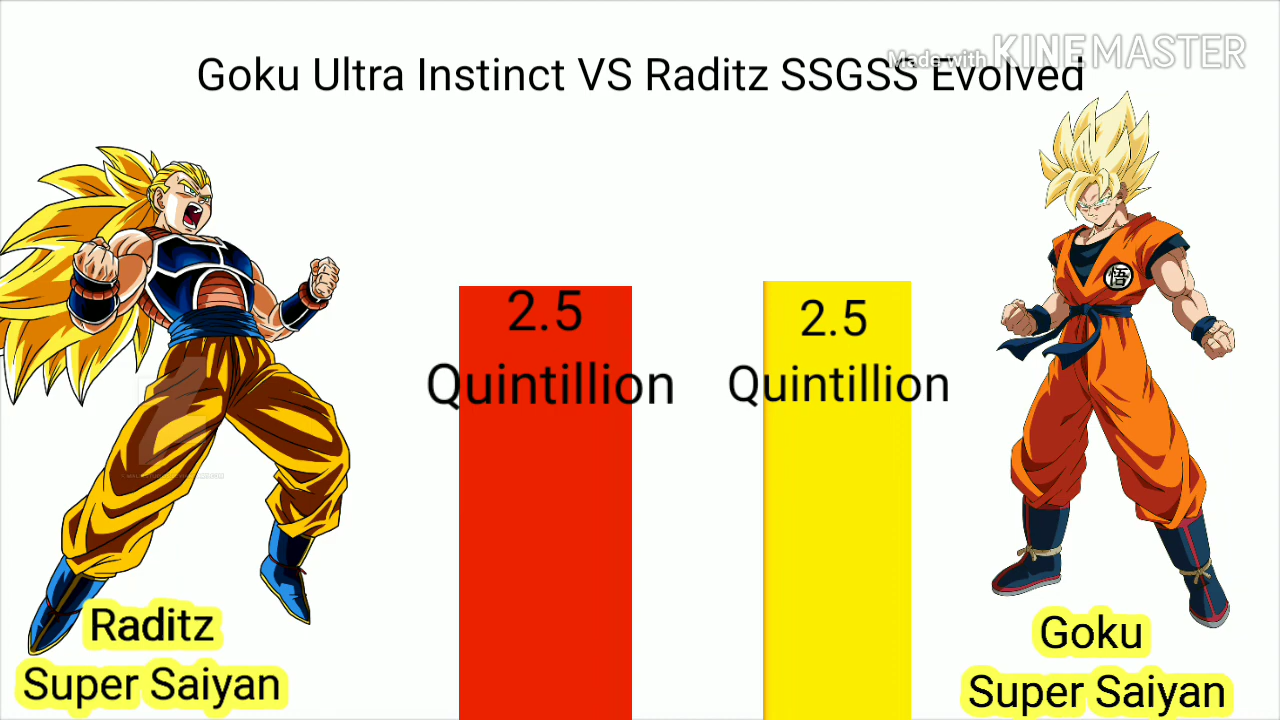 Made with KINEMASTER
Goku Ultra Instinct VS Raditz SSGSS Evolved
2.5
Quintillion
2.5
Quintillion
悟
Raditz
Super Saiyan
Goku
Super Saiyan